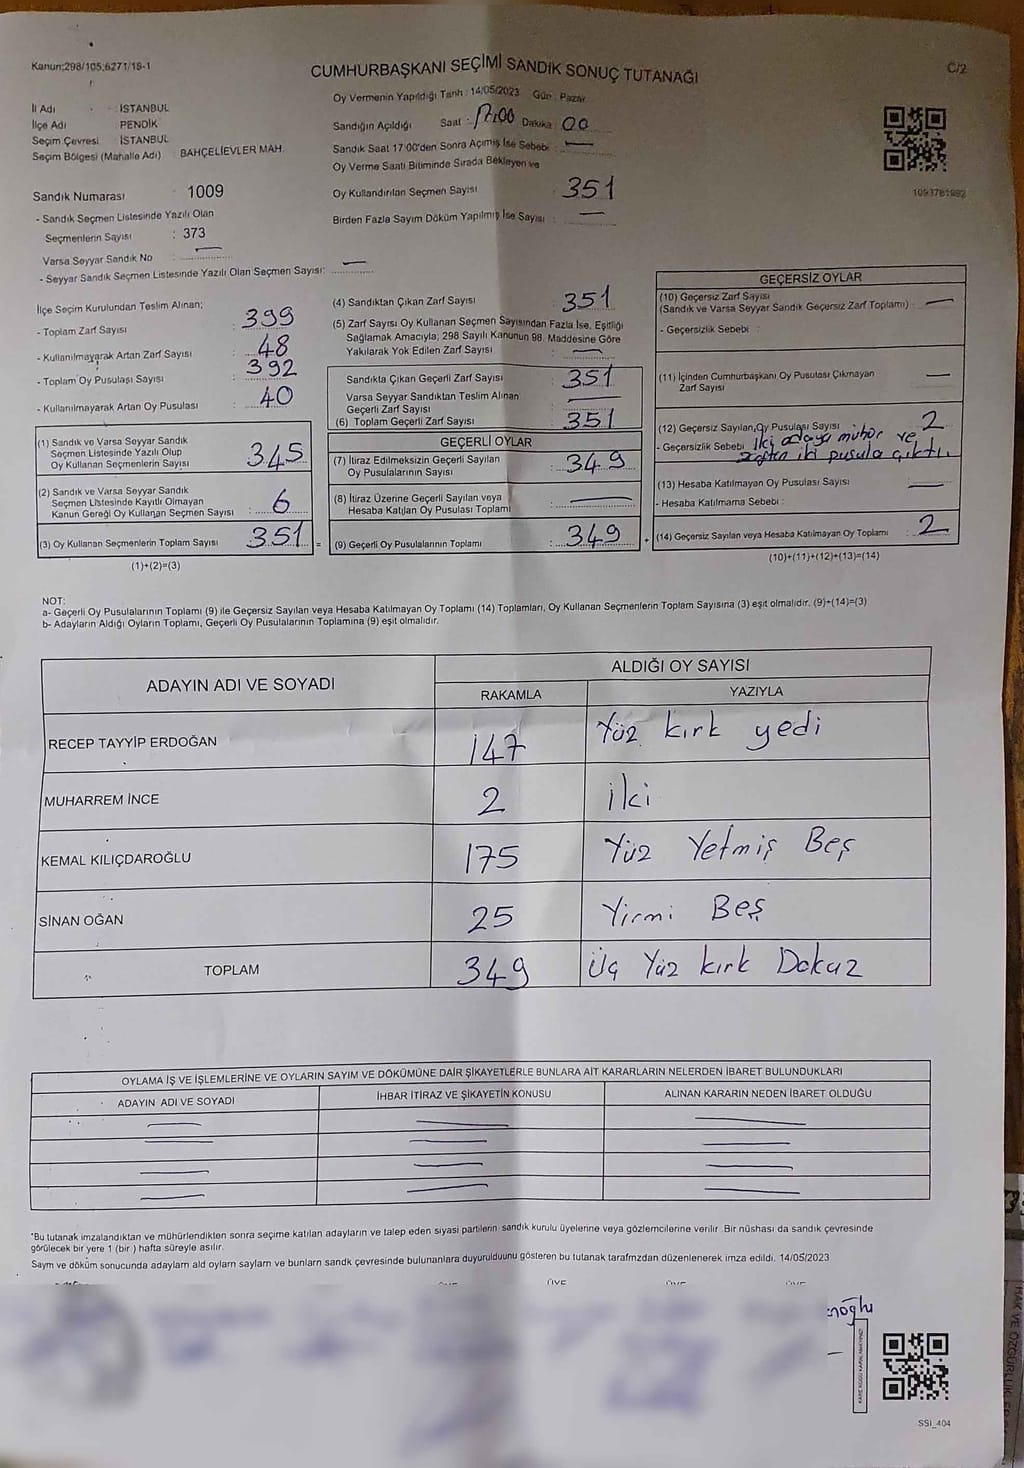 Kanun:298/105;6271/18-1
CUMHURBAŞKANI SEÇİMİ SANDIK SONUÇ TUTANAĞI
C/2
İl Adı : İSTANBUL
İlçe Adı : PENDİK
Seçim Çevresi : İSTANBUL
Seçim Bölgesi (Mahalle Adı) : BAHÇELİEVLER MAH.
Oy Vermenin Yapıldığı Tarih : 14/05/2023 Gün : Pazar
Sandığın Açıldığı Saat : 17:00 Dakika 00
Sandık Saat 17:00'den Sonra Açımış İse Sebebi : —
Oy Verme Saati Bitiminde Sırada Bekleyen ve
Oy Kullandırılan Seçmen Sayısı : 351
Birden Fazla Sayım Döküm Yapılmış İse Sayısı : —
1093781982
Sandık Numarası : 1009
- Sandık Seçmen Listesinde Yazılı Olan
Seçmenlerin Sayısı : 373
Varsa Seyyar Sandık No : —
- Seyyar Sandık Seçmen Listesinde Yazılı Olan Seçmen Sayısı: —
İlçe Seçim Kurulundan Teslim Alınan;
- Toplam Zarf Sayısı : 399
- Kullanılmayarak Artan Zarf Sayısı : 48
- Toplam Oy Pusulası Sayısı : 392
- Kullanılmayarak Artan Oy Pusulası : 40
(1) Sandık ve Varsa Seyyar Sandık
Seçmen Listesinde Yazılı Olup
Oy Kullanan Seçmenlerin Sayısı : 345
(2) Sandık ve Varsa Seyyar Sandık
Seçmen Listesinde Kayıtlı Olmayan
Kanun Gereği Oy Kullanan Seçmen Sayısı : 6
(3) Oy Kullanan Seçmenlerin Toplam Sayısı : 351
(1)+(2)=(3)
(4) Sandıktan Çıkan Zarf Sayısı : 351
(5) Zarf Sayısı Oy Kullanan Seçmen Sayısından Fazla İse, Eşitliği
Sağlamak Amacıyla, 298 Sayılı Kanunun 98. Maddesine Göre
Yakılarak Yok Edilen Zarf Sayısı : —
Sandıkta Çıkan Geçerli Zarf Sayısı : 351
Varsa Seyyar Sandıktan Teslim Alınan
Geçerli Zarf Sayısı : —
(6) Toplam Geçerli Zarf Sayısı : 351
GEÇERLİ OYLAR
(7) İtiraz Edilmeksizin Geçerli Sayılan
Oy Pusulalarının Sayısı : 349
(8) İtiraz Üzerine Geçerli Sayılan veya
Hesaba Katılan Oy Pusulası Toplamı : —
(9) Geçerli Oy Pusulalarının Toplamı : 349
GEÇERSİZ OYLAR
(10) Geçersiz Zarf Sayısı
(Sandık ve Varsa Seyyar Sandık Geçersiz Zarf Toplamı) : —
- Geçersizlik Sebebi :
(11) İçinden Cumhurbaşkanı Oy Pusulası Çıkmayan
Zarf Sayısı : —
(12) Geçersiz Sayılan Oy Pusulası Sayısı : 2
- Geçersizlik Sebebi : İki adaya mühür ve
zarftan iki pusula çıktı.
(13) Hesaba Katılmayan Oy Pusulası Sayısı : —
- Hesaba Katılmama Sebebi :
(14) Geçersiz Sayılan veya Hesaba Katılmayan Oy Toplamı : 2
(10)+(11)+(12)+(13)=(14)
NOT:
a- Geçerli Oy Pusulalarının Toplamı (9) ile Geçersiz Sayılan veya Hesaba Katılmayan Oy Toplamı (14) Toplamları, Oy Kullanan Seçmenlerin Toplam Sayısına (3) eşit olmalıdır. (9)+(14)=(3)
b- Adayların Aldığı Oyların Toplamı, Geçerli Oy Pusulalarının Toplamına (9) eşit olmalıdır.
ADAYIN ADI VE SOYADI
ALDIĞI OY SAYISI
RAKAMLA YAZIYLA
RECEP TAYYİP ERDOĞAN 147 Yüz kırk yedi
MUHARREM İNCE 2 iki
KEMAL KILIÇDAROĞLU 175 Yüz Yetmiş Beş
SİNAN OĞAN 25 Yirmi Beş
TOPLAM 349 Üç Yüz kırk Dokuz
OYLAMA İŞ VE İŞLEMLERİNE VE OYLARIN SAYIM VE DÖKÜMÜNE DAİR ŞİKAYETLERLE BUNLARA AİT KARARLARIN NELERDEN İBARET BULUNDUKLARI
ADAYIN ADI VE SOYADI İHBAR İTİRAZ VE ŞİKAYETİN KONUSU ALINAN KARARIN NEDEN İBARET OLDUĞU
*Bu tutanak imzalandıktan ve mühürlendikten sonra seçime katılan adayların ve talep eden siyasi partilerin sandık kurulu üyelerine veya gözlemcilerine verilir. Bir nüshası da sandık çevresinde
görülecek bir yere 1 (bir ) hafta süreyle asılır.
Saym ve döküm sonucunda adaylarn ald oylarn saylarn ve bunlarn sandk çevresinde bulunanlara duyurulduunu gösteren bu tutanak tarafmzdan düzenlenerek imza edildi. 14/05/2023
ÜYE
noğlu
SSİ_404
HAK VE ÖZGÜRLÜK